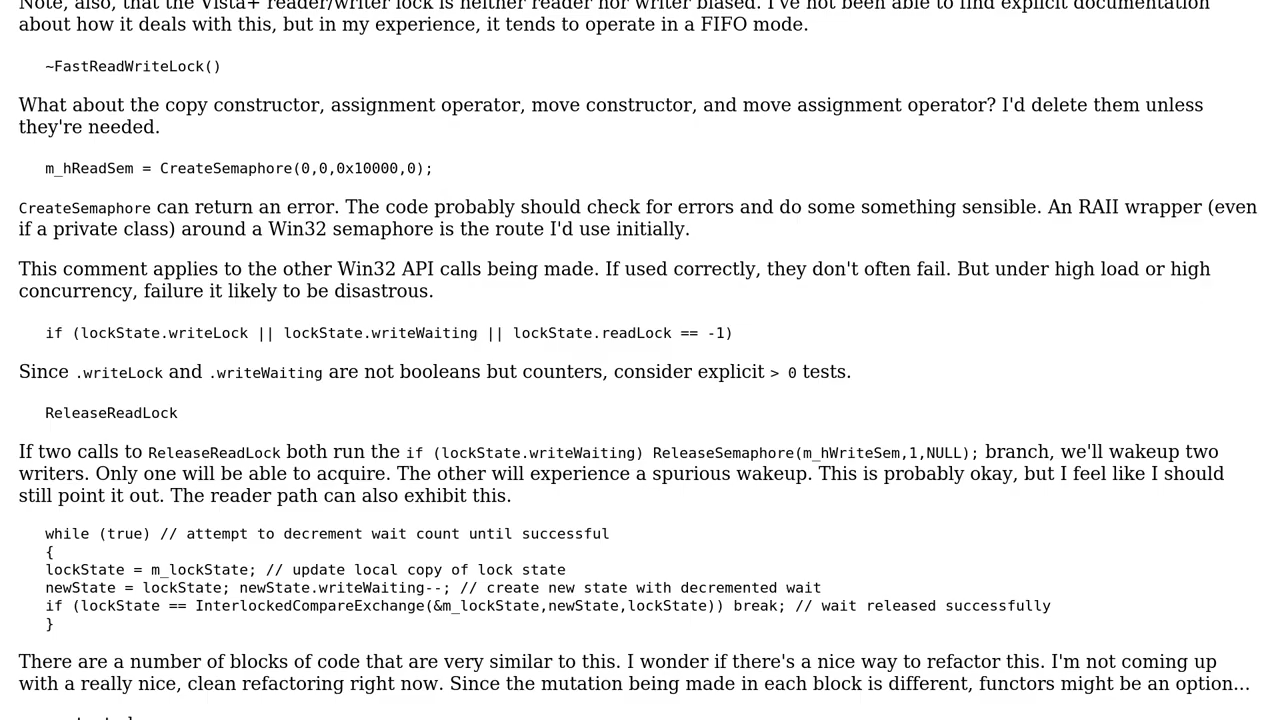 Note, also, that the Vista+ reader/writer lock is neither reader nor writer biased. I've not been able to find explicit documentation
about how it deals with this, but in my experience, it tends to operate in a FIFO mode.
~FastReadWriteLock()
What about the copy constructor, assignment operator, move constructor, and move assignment operator? I'd delete them unless
they're needed.
m_hReadSem = CreateSemaphore(0,0,0x10000,0);
CreateSemaphore can return an error. The code probably should check for errors and do some something sensible. An RAII wrapper (even
if a private class) around a Win32 semaphore is the route I'd use initially.
This comment applies to the other Win32 API calls being made. If used correctly, they don't often fail. But under high load or high
concurrency, failure it likely to be disastrous.
if (lockState.writeLock || lockState.writeWaiting || lockState.readLock == -1)
Since .writeLock and .writeWaiting are not booleans but counters, consider explicit > 0 tests.
ReleaseReadLock
If two calls to ReleaseReadLock both run the if (lockState.writeWaiting) ReleaseSemaphore(m_hWriteSem,1,NULL); branch, we'll wakeup two
writers. Only one will be able to acquire. The other will experience a spurious wakeup. This is probably okay, but I feel like I should
still point it out. The reader path can also exhibit this.
while (true) // attempt to decrement wait count until successful
{
lockState = m_lockState; // update local copy of lock state
newState = lockState; newState.writeWaiting--; // create new state with decremented wait
if (lockState == InterlockedCompareExchange(&m_lockState,newState,lockState)) break; // wait released successfully
}
There are a number of blocks of code that are very similar to this. I wonder if there's a nice way to refactor this. I'm not coming up
with a really nice, clean refactoring right now. Since the mutation being made in each block is different, functors might be an option...